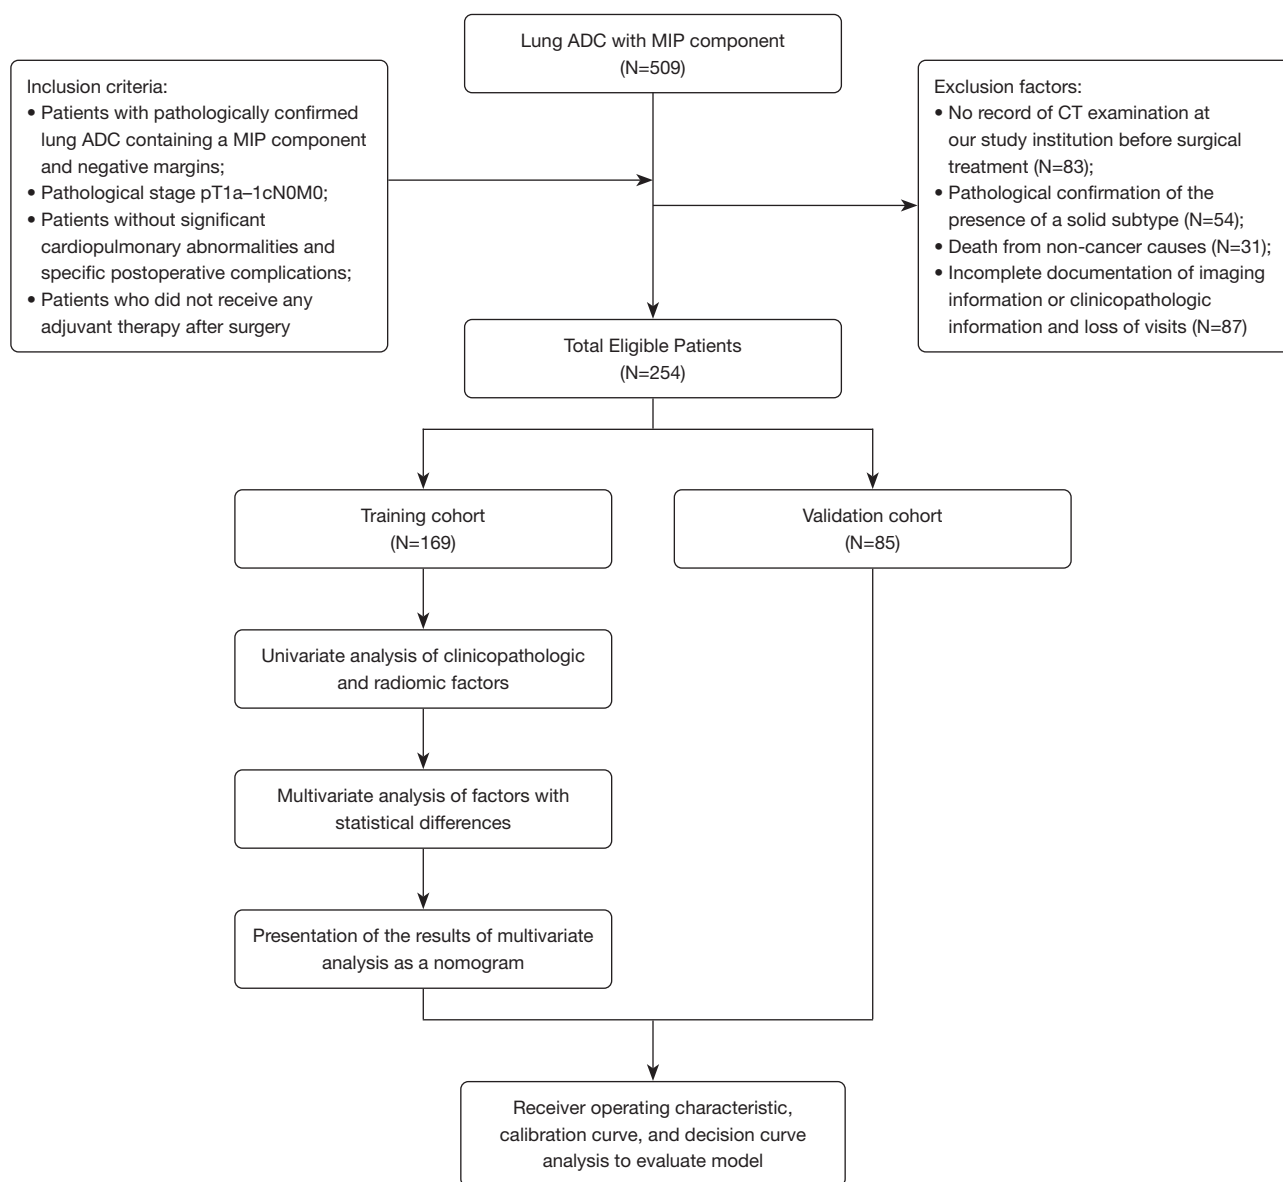 Lung ADC with MIP component
(N=509)
Inclusion criteria:
• Patients with pathologically confirmed
lung ADC containing a MIP component
and negative margins;
• Pathological stage pT1a–1cN0M0;
• Patients without significant
cardiopulmonary abnormalities and
specific postoperative complications;
• Patients who did not receive any
adjuvant therapy after surgery
Exclusion factors:
• No record of CT examination at
our study institution before surgical
treatment (N=83);
• Pathological confirmation of the
presence of a solid subtype (N=54);
• Death from non-cancer causes (N=31);
• Incomplete documentation of imaging
information or clinicopathologic
information and loss of visits (N=87)
Total Eligible Patients
(N=254)
Training cohort
(N=169)
Validation cohort
(N=85)
Univariate analysis of clinicopathologic
and radiomic factors
Multivariate analysis of factors with
statistical differences
Presentation of the results of multivariate
analysis as a nomogram
Receiver operating characteristic,
calibration curve, and decision curve
analysis to evaluate model